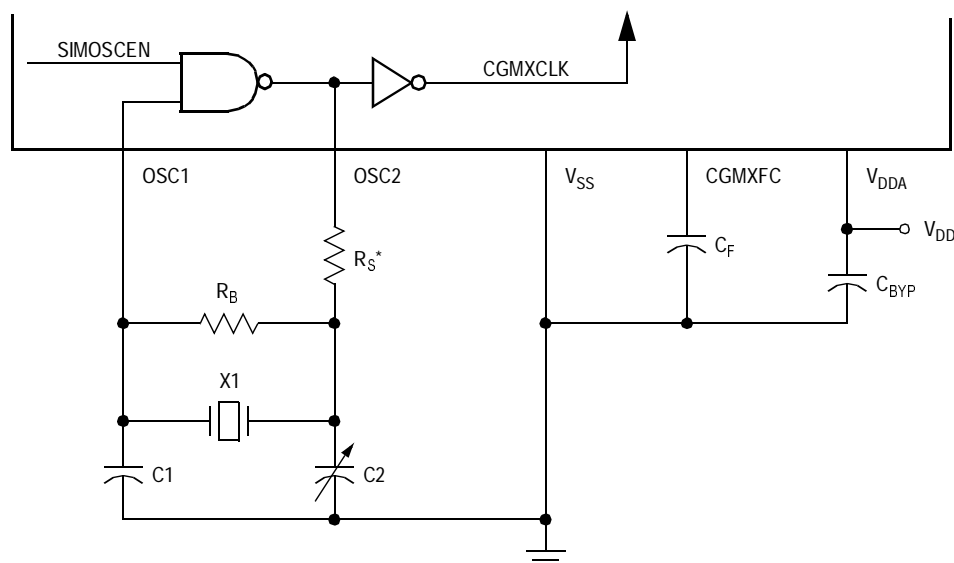 SIMOSCEN
CGMXCLK
OSC1
OSC2
VSS
CGMXFC
VDDA
RS*
CF
VDD
CBYP
RB
X1
C1
C2